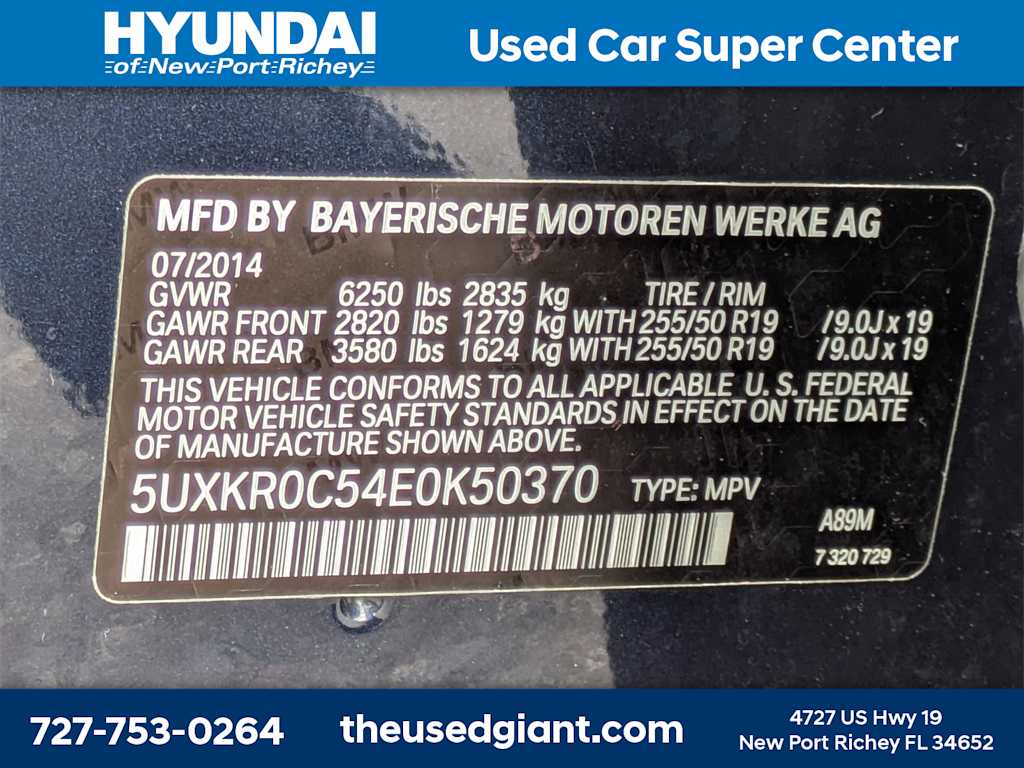 HYUNDAI
of New Port Richey
Used Car Super Center
MFD BY BAYERISCHE MOTOREN WERKE AG
07/2014
GVWR 6250 lbs 2835 kg TIRE / RIM
GAWR FRONT 2820 lbs 1279 kg WITH 255/50 R19 /9.0J x 19
GAWR REAR 3580 lbs 1624 kg WITH 255/50 R19 /9.0J x 19
THIS VEHICLE CONFORMS TO ALL APPLICABLE U. S. FEDERAL
MOTOR VEHICLE SAFETY STANDARDS IN EFFECT ON THE DATE
OF MANUFACTURE SHOWN ABOVE.
5UXKR0C54E0K50370 TYPE: MPV
A89M
7 320 729
727-753-0264
theusedgiant.com
4727 US Hwy 19
New Port Richey FL 34652